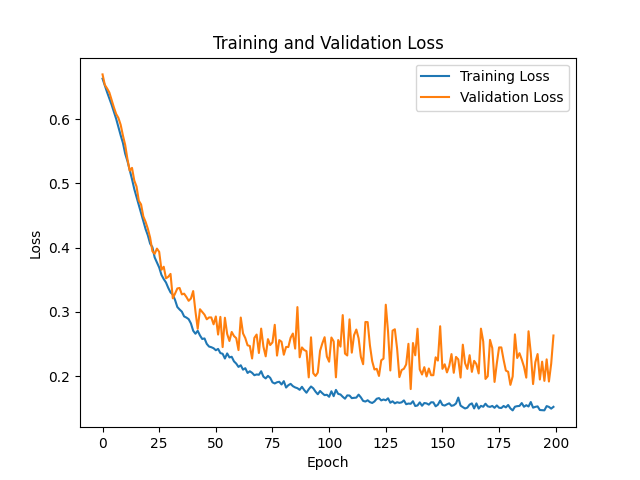 Training and Validation Loss
Training Loss
Validation Loss
0.6
0.5
0.4
0.3
0.2
Loss
0 25 50 75 100 125 150 175 200
Epoch